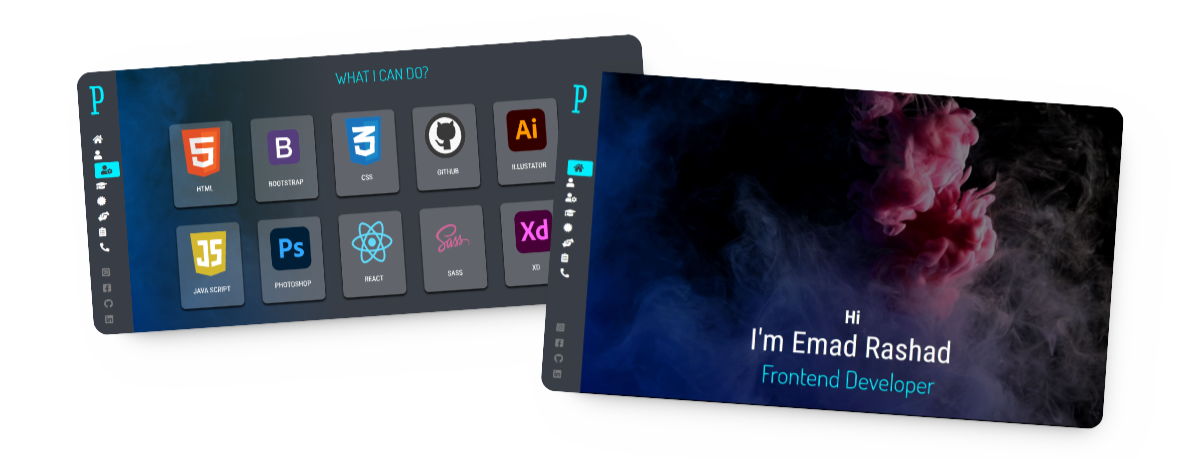 P
WHAT I CAN DO?
5
HTML
B
BOOTSTRAP
3
CSS
GITHUB
Ai
ILLUSTATOR
JS
JAVA SCRIPT
Ps
PHOTOSHOP
REACT
Sass
SASS
Xd
XD
P
Hi
I'm Emad Rashad
Frontend Developer